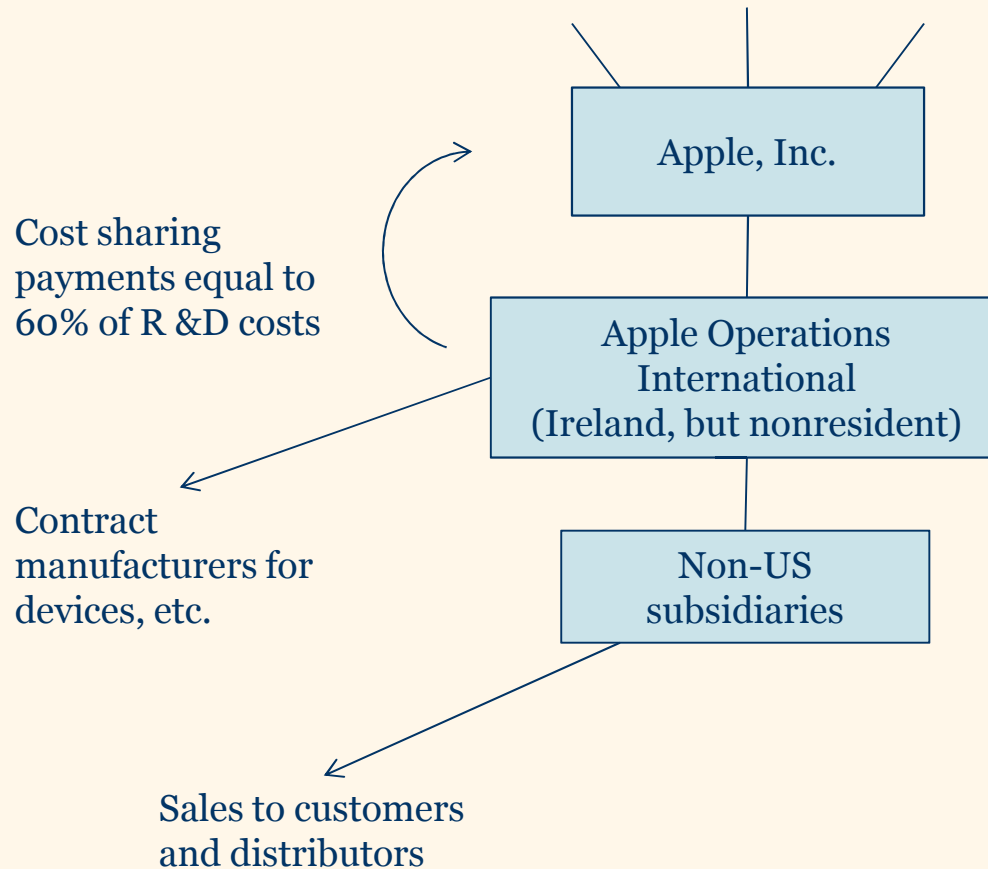 Apple, Inc.
Cost sharing
payments equal to
60% of R &D costs
Apple Operations
International
(Ireland, but nonresident)
Contract
manufacturers for
devices, etc.
Non-US
subsidiaries
Sales to customers
and distributors